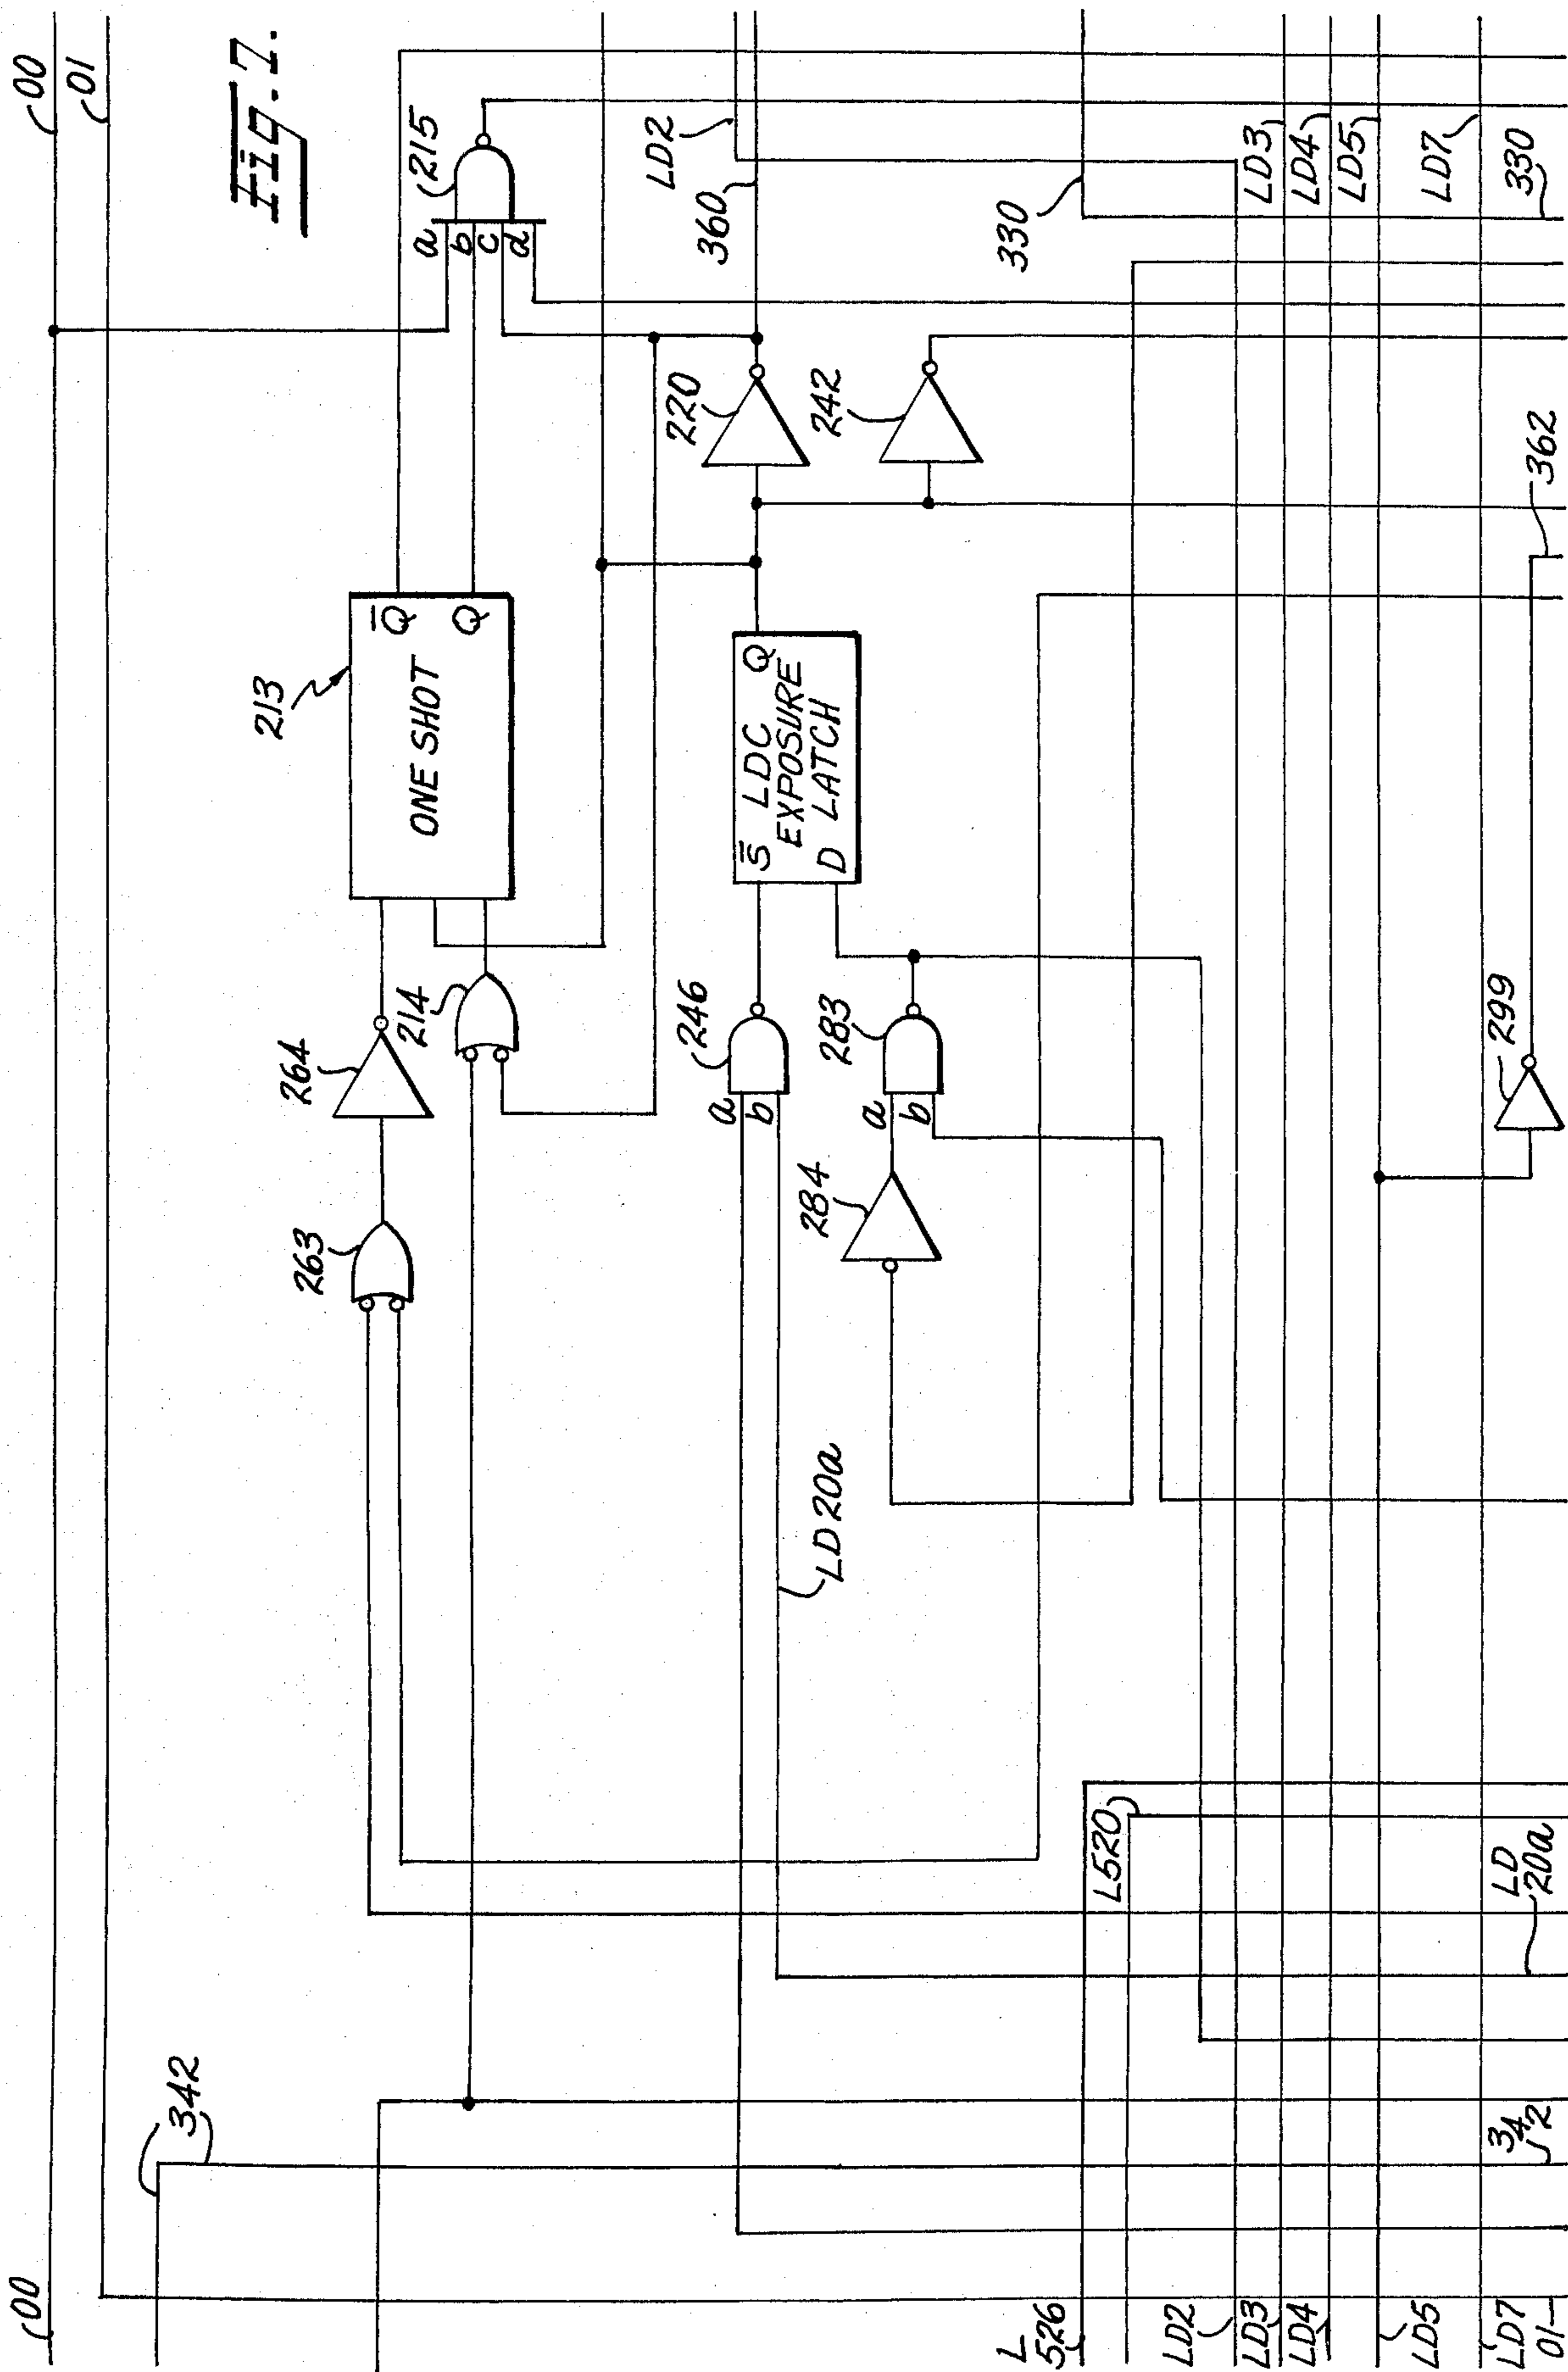 Fig. 7.
00
00
01
342
213
ONE SHOT
Q̅
Q
a
b
c
d
215
263
264
214
LD2
360
220
242
a
b
246
S̅ LDC Q
EXPOSURE
D LATCH
LD20a
284
a
b
283
330
L
526
L520
LD2
LD3
LD4
LD5
LD7
01
LD3
LD4
LD5
LD7
330
342
LD
20a
299
362